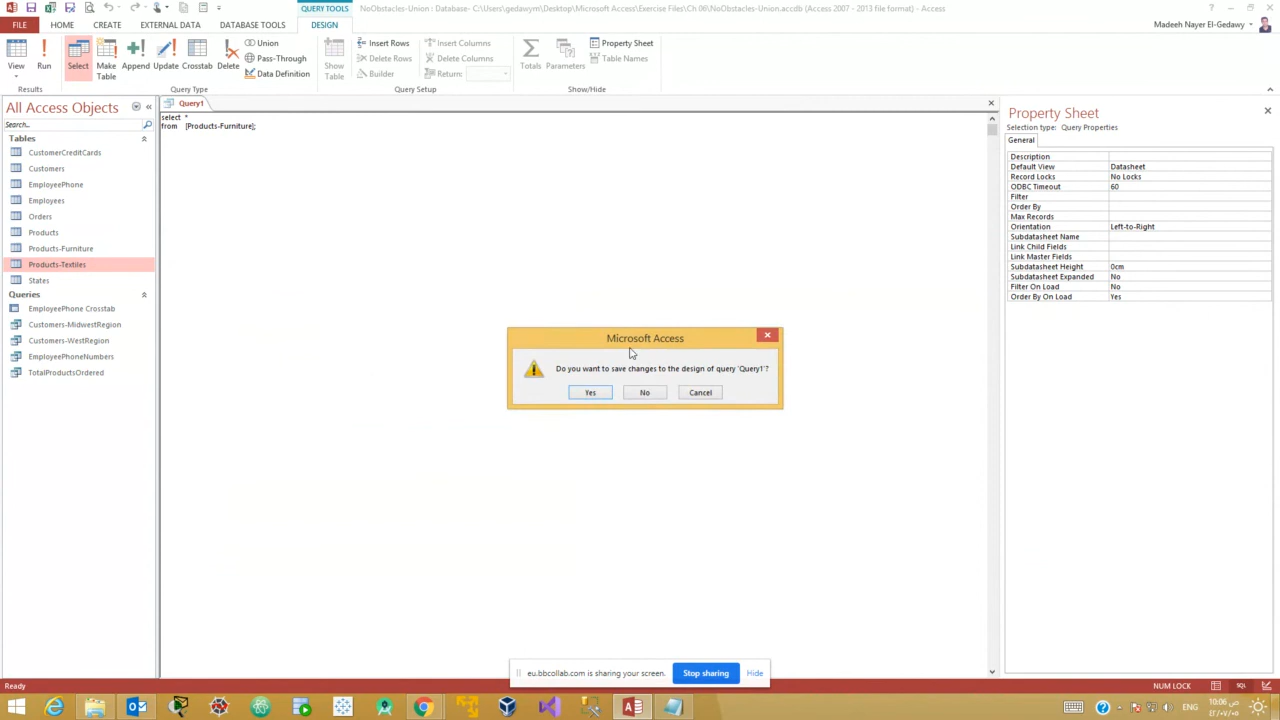 QUERY TOOLS
NoObstacles-Union : Database- C:\Users\gedawym\Desktop\Microsoft Access\Exercise Files\Ch 06\NoObstacles-Union.accdb (Access 2007 - 2013 file format) - Access
FILE HOME CREATE EXTERNAL DATA DATABASE TOOLS DESIGN
Madeeh Nayer El-Gedawy
View Run Select Make Table Append Update Crosstab Delete
Union
Pass-Through
Data Definition
Show Table
Insert Rows
Delete Rows
Builder
Insert Columns
Delete Columns
Return:
Totals Parameters
Property Sheet
Table Names
Results Query Type Query Setup Show/Hide
All Access Objects
Search...
Tables
CustomerCreditCards
Customers
EmployeePhone
Employees
Orders
Products
Products-Furniture
Products-Textiles
States
Queries
EmployeePhone Crosstab
Customers-MidwestRegion
Customers-WestRegion
EmployeePhoneNumbers
TotalProductsOrdered
Query1
select *
from [Products-Furniture];
Microsoft Access
Do you want to save changes to the design of query 'Query1'?
Yes No Cancel
Property Sheet
Selection type: Query Properties
General
Description
Default View Datasheet
Record Locks No Locks
ODBC Timeout 60
Filter
Order By
Max Records
Orientation Left-to-Right
Subdatasheet Name
Link Child Fields
Link Master Fields
Subdatasheet Height 0cm
Subdatasheet Expanded No
Filter On Load No
Order By On Load Yes
eu.bbcollab.com is sharing your screen. Stop sharing Hide
Ready
NUM LOCK SQL
ENG
10:06 ص